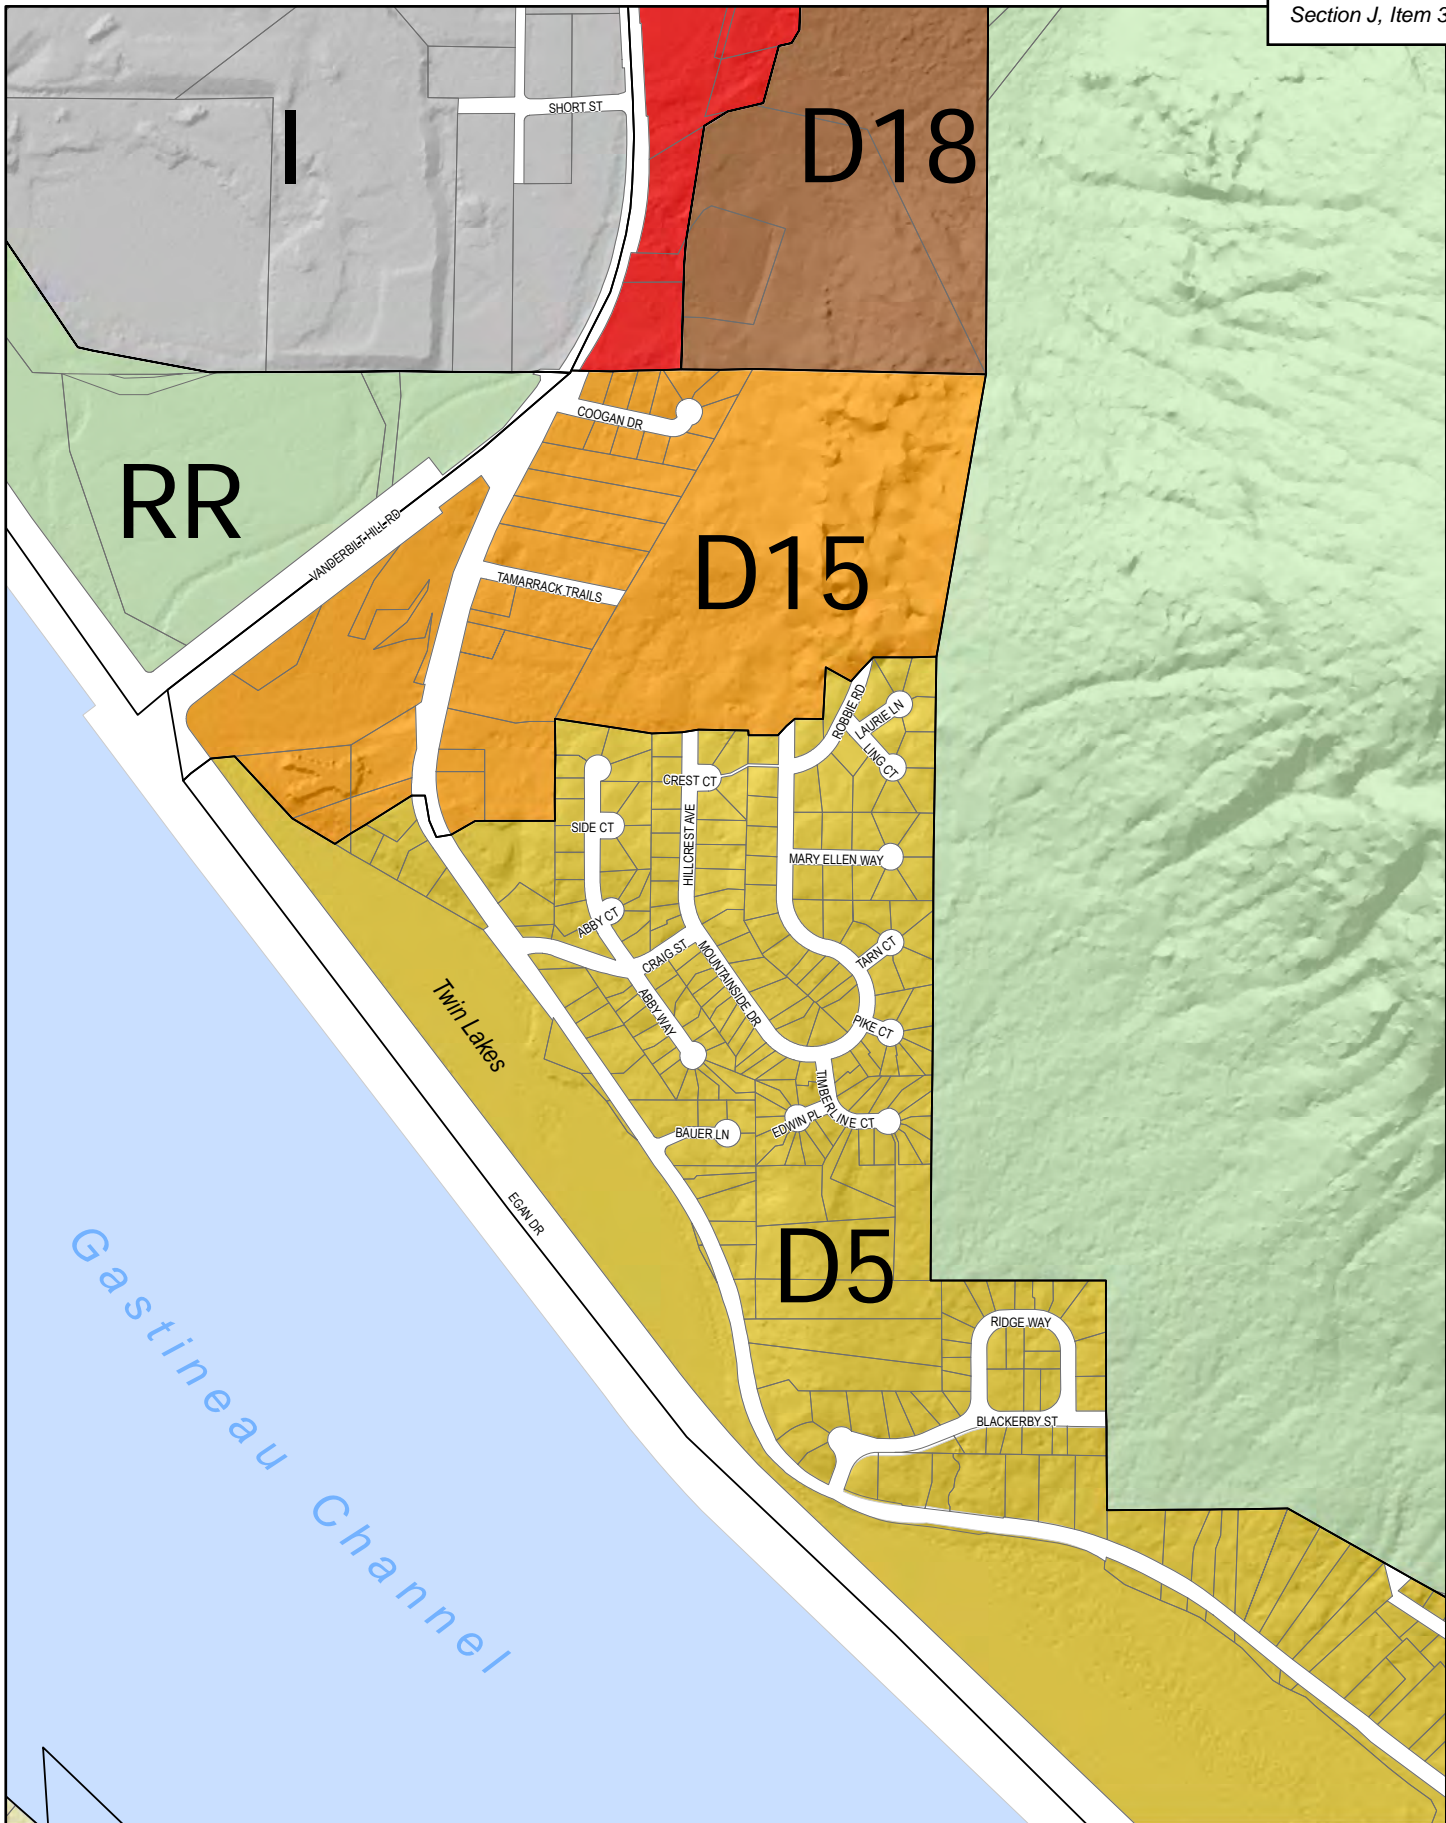 Section J, Item 3
SHORT ST
I
D18
COOGAN DR
RR
VANDERBILT HILL RD
D15
TAMARRACK TRAILS
ROBBIE RD
LAURIE LN
LING CT
CREST CT
HILLCREST AVE
SIDE CT
MARY ELLEN WAY
ABBY CT
CRAIG ST
TARN CT
MOUNTAINSIDE DR
Twin Lakes
ABBY WAY
PIKE CT
TIMBERLINE CT
EDWIN PL
BAUER LN
EGAN DR
D5
Gastineau Channel
RIDGE WAY
BLACKERBY ST